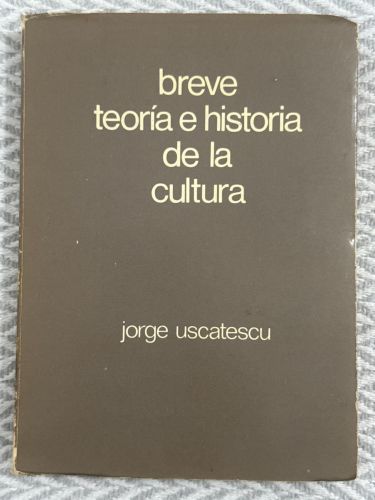 breve
teoría e historia
de la
cultura
jorge uscatescu